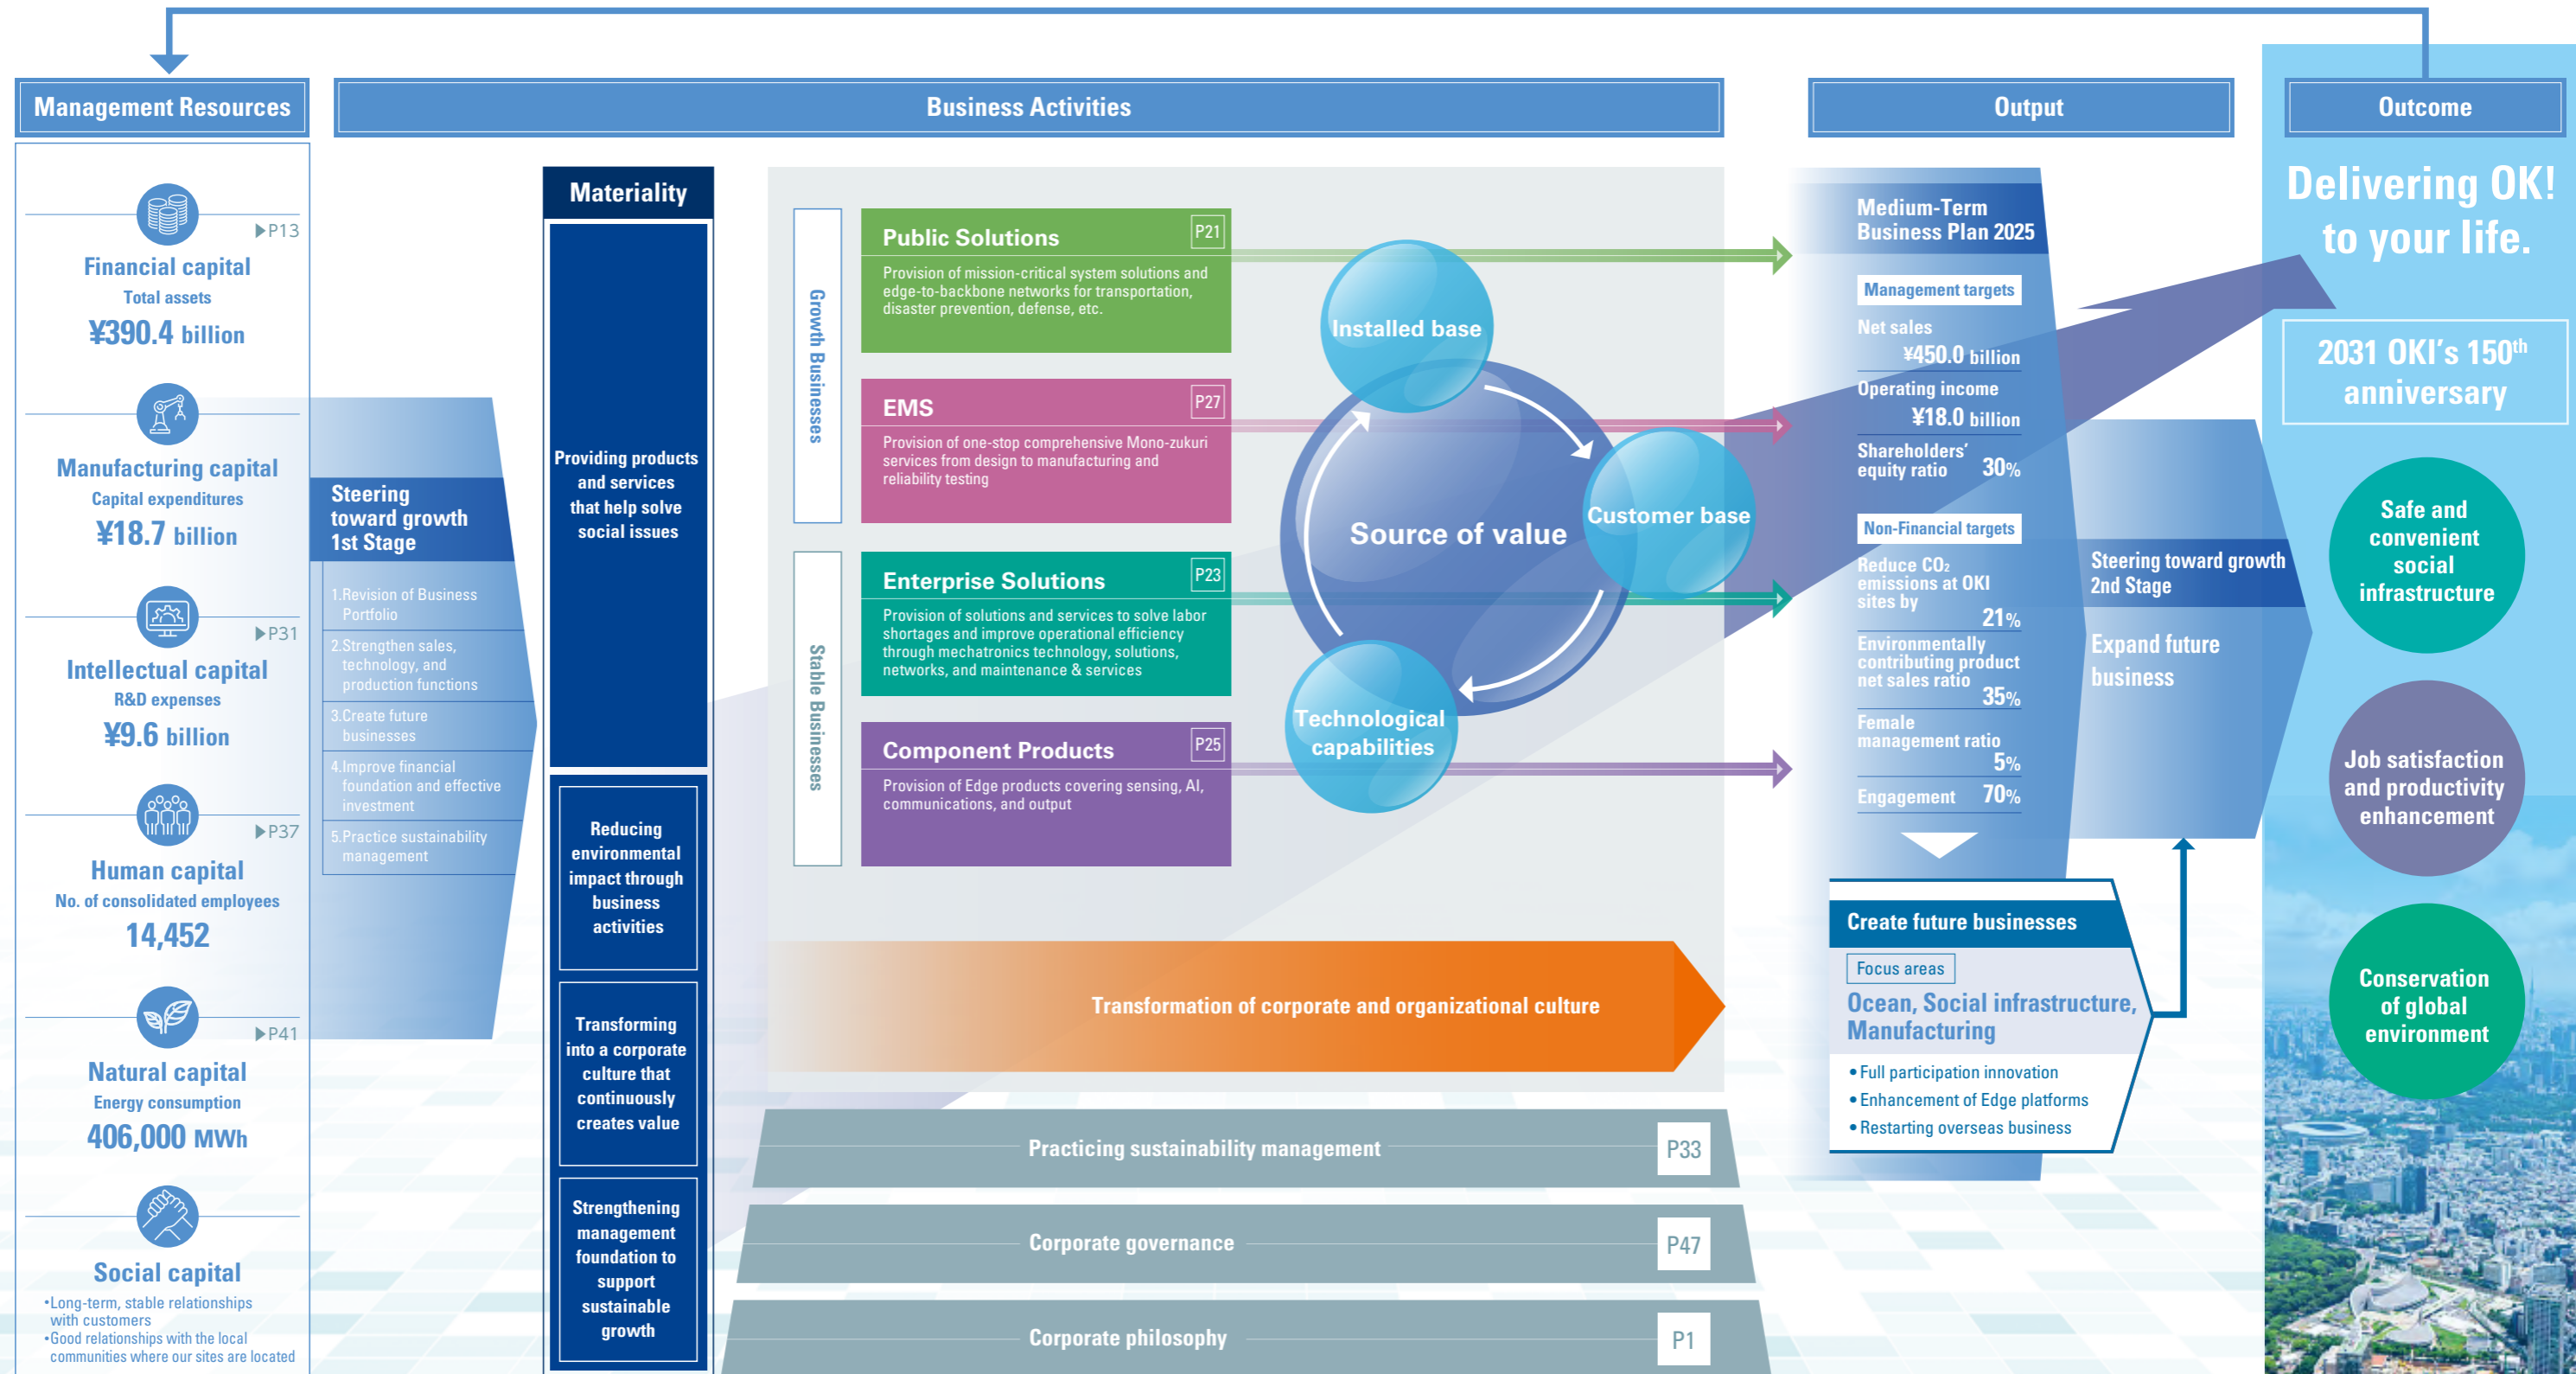 Management Resources
Business Activities
Output
Outcome
▶P13
Financial capital
Total assets
¥390.4 billion
Manufacturing capital
Capital expenditures
¥18.7 billion
▶P31
Intellectual capital
R&D expenses
¥9.6 billion
▶P37
Human capital
No. of consolidated employees
14,452
▶P41
Natural capital
Energy consumption
406,000 MWh
Social capital
•Long-term, stable relationships
with customers
•Good relationships with the local
communities where our sites are located
Steering
toward growth
1st Stage
1.Revision of Business
Portfolio
2.Strengthen sales,
technology, and
production functions
3.Create future
businesses
4.Improve financial
foundation and effective
investment
5.Practice sustainability
management
Materiality
Providing products
and services
that help solve
social issues
Reducing
environmental
impact through
business
activities
Transforming
into a corporate
culture that
continuously
creates value
Strengthening
management
foundation to
support
sustainable
growth
Growth Businesses
Public Solutions
P21
Provision of mission-critical system solutions and
edge-to-backbone networks for transportation,
disaster prevention, defense, etc.
EMS
P27
Provision of one-stop comprehensive Mono-zukuri
services from design to manufacturing and
reliability testing
Stable Businesses
Enterprise Solutions
P23
Provision of solutions and services to solve labor
shortages and improve operational efficiency
through mechatronics technology, solutions,
networks, and maintenance & services
Component Products
P25
Provision of Edge products covering sensing, AI,
communications, and output
Installed base
Source of value
Customer base
Technological
capabilities
Transformation of corporate and organizational culture
Practicing sustainability management
P33
Corporate governance
P47
Corporate philosophy
P1
Medium-Term
Business Plan 2025
Management targets
Net sales
¥450.0 billion
Operating income
¥18.0 billion
Shareholders'
equity ratio 30%
Non-Financial targets
Reduce CO₂
emissions at OKI
sites by
21%
Environmentally
contributing product
net sales ratio
35%
Female
management ratio
5%
Engagement 70%
Create future businesses
Focus areas
Ocean, Social infrastructure,
Manufacturing
•Full participation innovation
•Enhancement of Edge platforms
•Restarting overseas business
Steering toward growth
2nd Stage
Expand future
business
Delivering OK!
to your life.
2031 OKI's 150th
anniversary
Safe and
convenient
social
infrastructure
Job satisfaction
and productivity
enhancement
Conservation
of global
environment